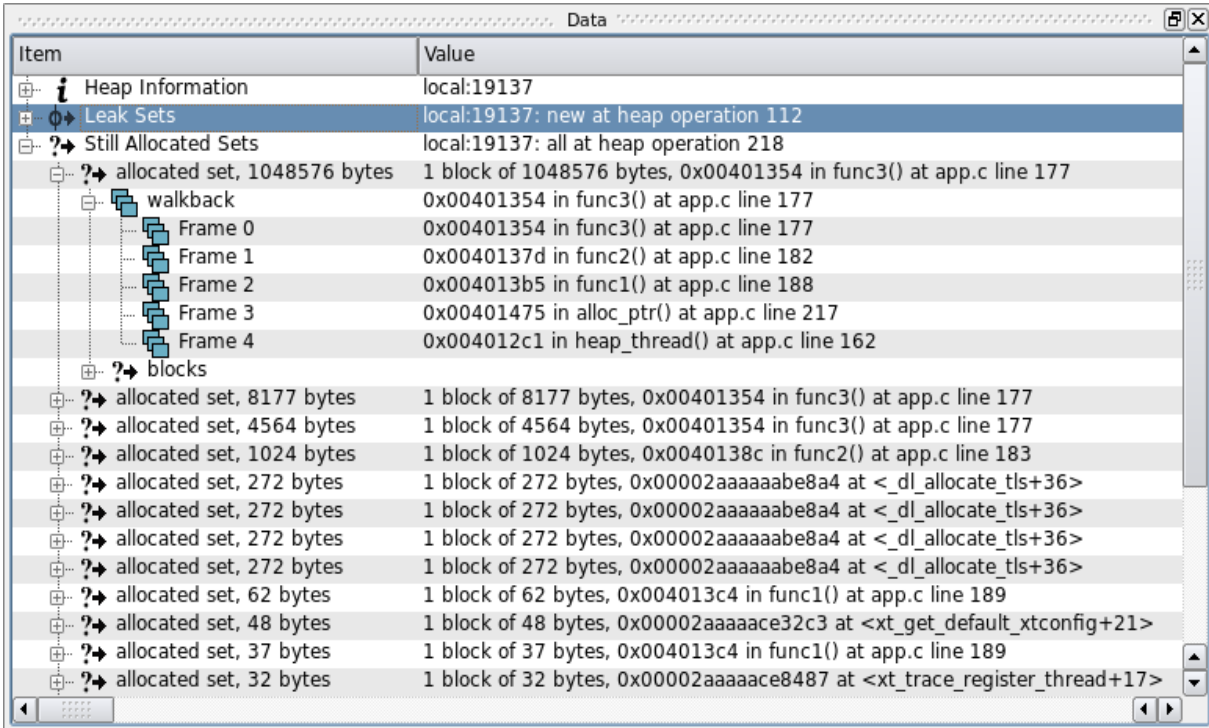 Data
Item Value
Heap Information local:19137
Leak Sets local:19137: new at heap operation 112
Still Allocated Sets local:19137: all at heap operation 218
allocated set, 1048576 bytes 1 block of 1048576 bytes, 0x00401354 in func3() at app.c line 177
walkback 0x00401354 in func3() at app.c line 177
Frame 0 0x00401354 in func3() at app.c line 177
Frame 1 0x0040137d in func2() at app.c line 182
Frame 2 0x004013b5 in func1() at app.c line 188
Frame 3 0x00401475 in alloc_ptr() at app.c line 217
Frame 4 0x004012c1 in heap_thread() at app.c line 162
blocks
allocated set, 8177 bytes 1 block of 8177 bytes, 0x00401354 in func3() at app.c line 177
allocated set, 4564 bytes 1 block of 4564 bytes, 0x00401354 in func3() at app.c line 177
allocated set, 1024 bytes 1 block of 1024 bytes, 0x0040138c in func2() at app.c line 183
allocated set, 272 bytes 1 block of 272 bytes, 0x00002aaaaaabe8a4 at <_dl_allocate_tls+36>
allocated set, 272 bytes 1 block of 272 bytes, 0x00002aaaaaabe8a4 at <_dl_allocate_tls+36>
allocated set, 272 bytes 1 block of 272 bytes, 0x00002aaaaaabe8a4 at <_dl_allocate_tls+36>
allocated set, 272 bytes 1 block of 272 bytes, 0x00002aaaaaabe8a4 at <_dl_allocate_tls+36>
allocated set, 62 bytes 1 block of 62 bytes, 0x004013c4 in func1() at app.c line 189
allocated set, 48 bytes 1 block of 48 bytes, 0x00002aaaaace32c3 at <xt_get_default_xtconfig+21>
allocated set, 37 bytes 1 block of 37 bytes, 0x004013c4 in func1() at app.c line 189
allocated set, 32 bytes 1 block of 32 bytes, 0x00002aaaaace8487 at <xt_trace_register_thread+17>